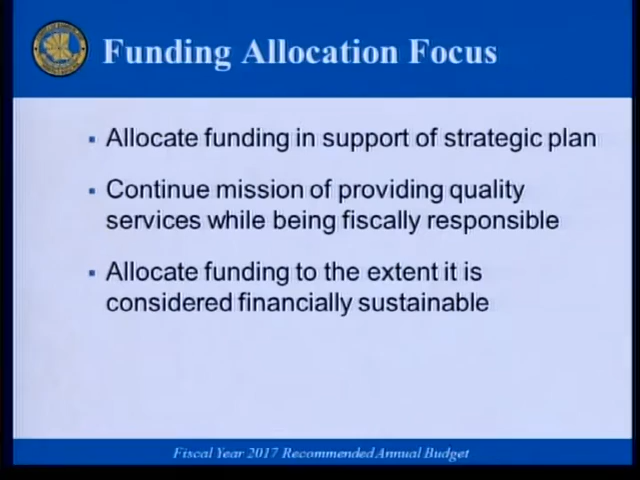 Funding Allocation Focus
Allocate funding in support of strategic plan
Continue mission of providing quality
services while being fiscally responsible
Allocate funding to the extent it is
considered financially sustainable
Fiscal Year 2017 Recommended Annual Budget